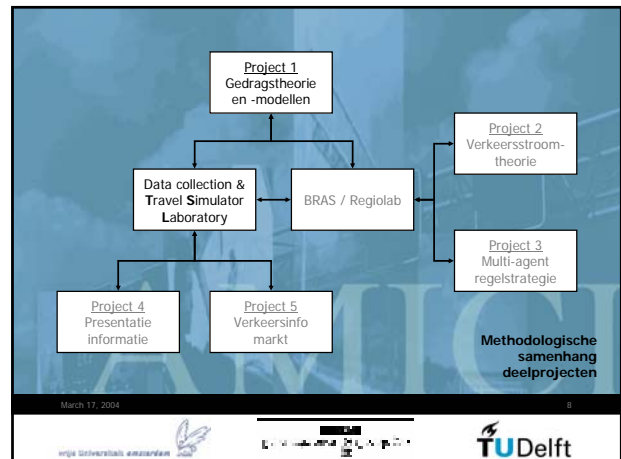 Project 1
Gedragstheorie
en -modellen
Project 2
Verkeersstroom-
theorie
Data collection &
Travel Simulator
Laboratory
BRAS / Regiolab
Project 3
Multi-agent
regelstrategie
Project 4
Presentatie
informatie
Project 5
Verkeersinfo
markt
AMICI
Methodologische
samenhang
deelprojecten
March 17, 2004
8
vrije Universiteit amsterdam
TUDelft